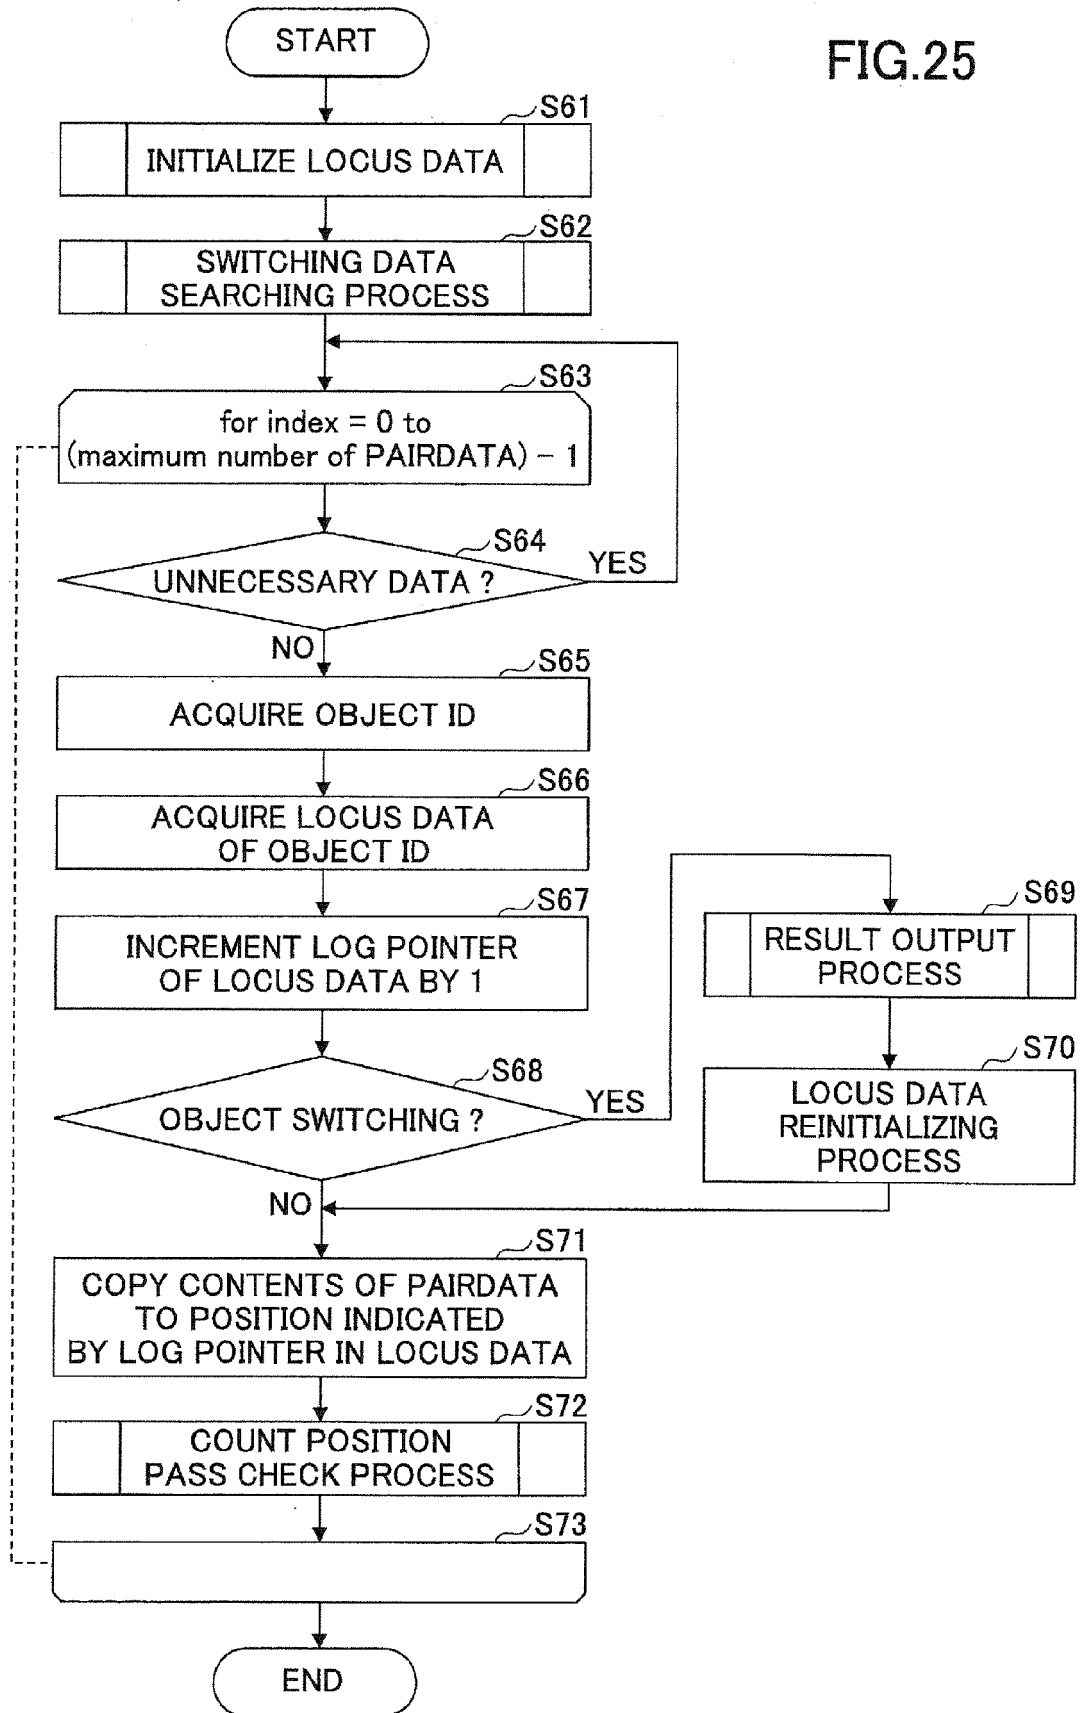 START
FIG.25
S61
INITIALIZE LOCUS DATA
S62
SWITCHING DATA
SEARCHING PROCESS
S63
for index = 0 to
(maximum number of PAIRDATA) – 1
S64
UNNECESSARY DATA ?
YES
NO
S65
ACQUIRE OBJECT ID
S66
ACQUIRE LOCUS DATA
OF OBJECT ID
S67
INCREMENT LOG POINTER
OF LOCUS DATA BY 1
S68
OBJECT SWITCHING ?
YES
S69
RESULT OUTPUT
PROCESS
S70
LOCUS DATA
REINITIALIZING
PROCESS
NO
S71
COPY CONTENTS OF PAIRDATA
TO POSITION INDICATED
BY LOG POINTER IN LOCUS DATA
S72
COUNT POSITION
PASS CHECK PROCESS
S73
END